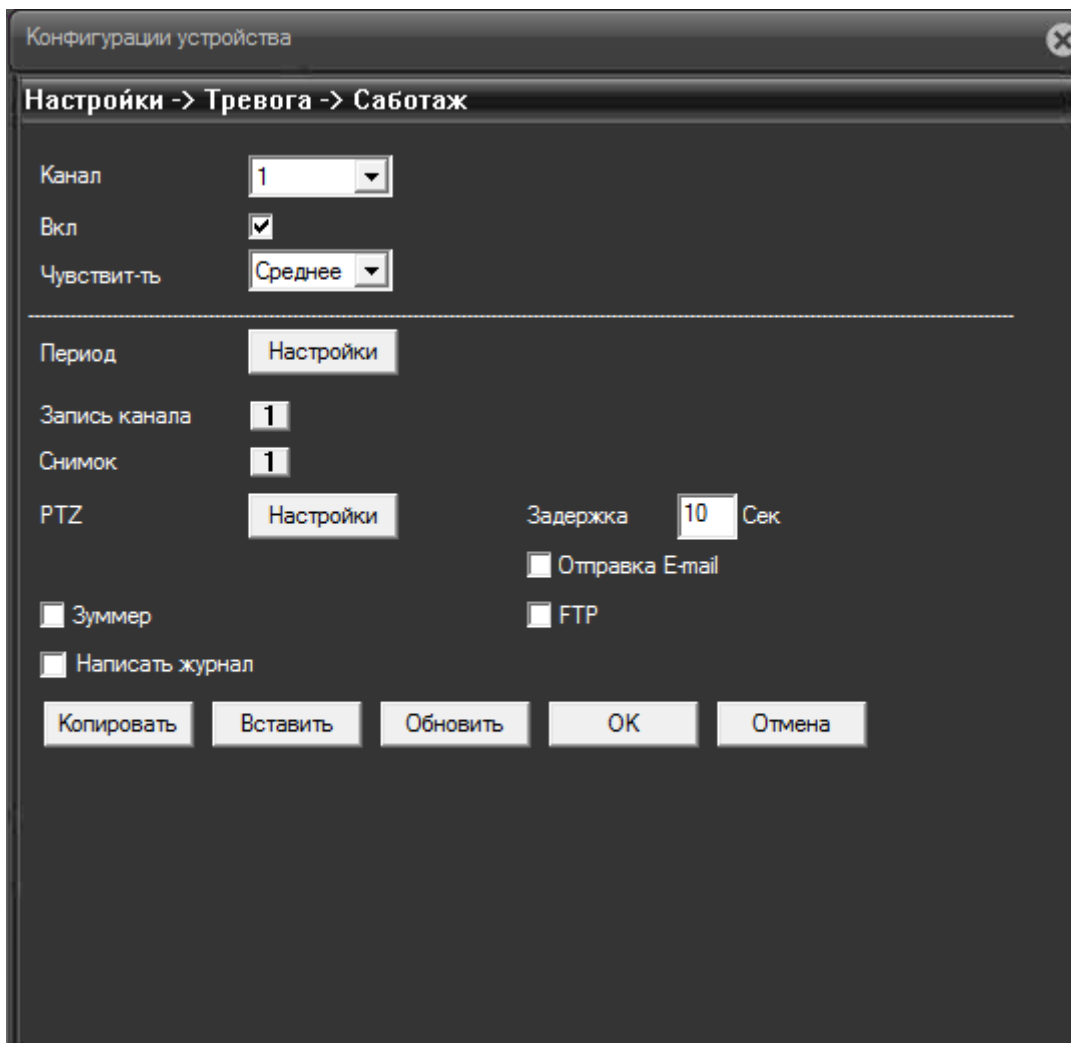 Конфигурации устройства
Настройки -> Тревога -> Саботаж
Канал 1
Вкл
Чувствит-ть Среднее
Период Настройки
Запись канала 1
Снимок 1
PTZ Настройки Задержка 10 Сек
Отправка E-mail
Зуммер FTP
Написать журнал
Копировать Вставить Обновить OK Отмена